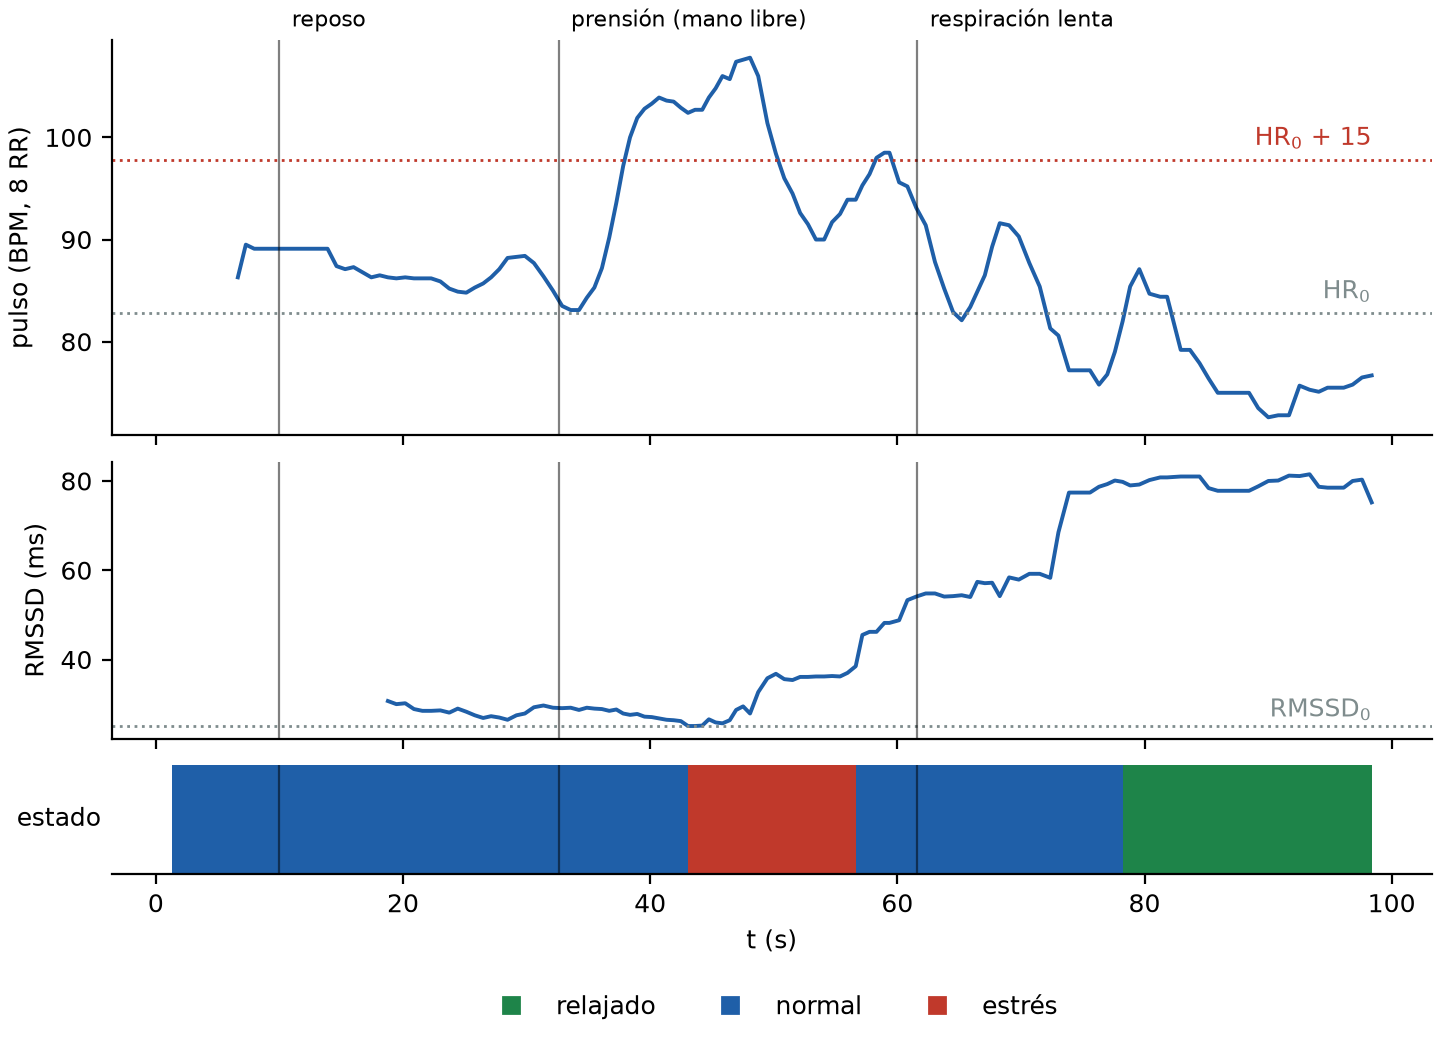 reposo prensión (mano libre) respiración lenta
pulso (BPM, 8 RR)
100
90
80
HR₀ + 15
HR₀
RMSSD (ms)
80
60
40
RMSSD₀
estado
0 20 40 60 80 100
t (s)
relajado normal estrés